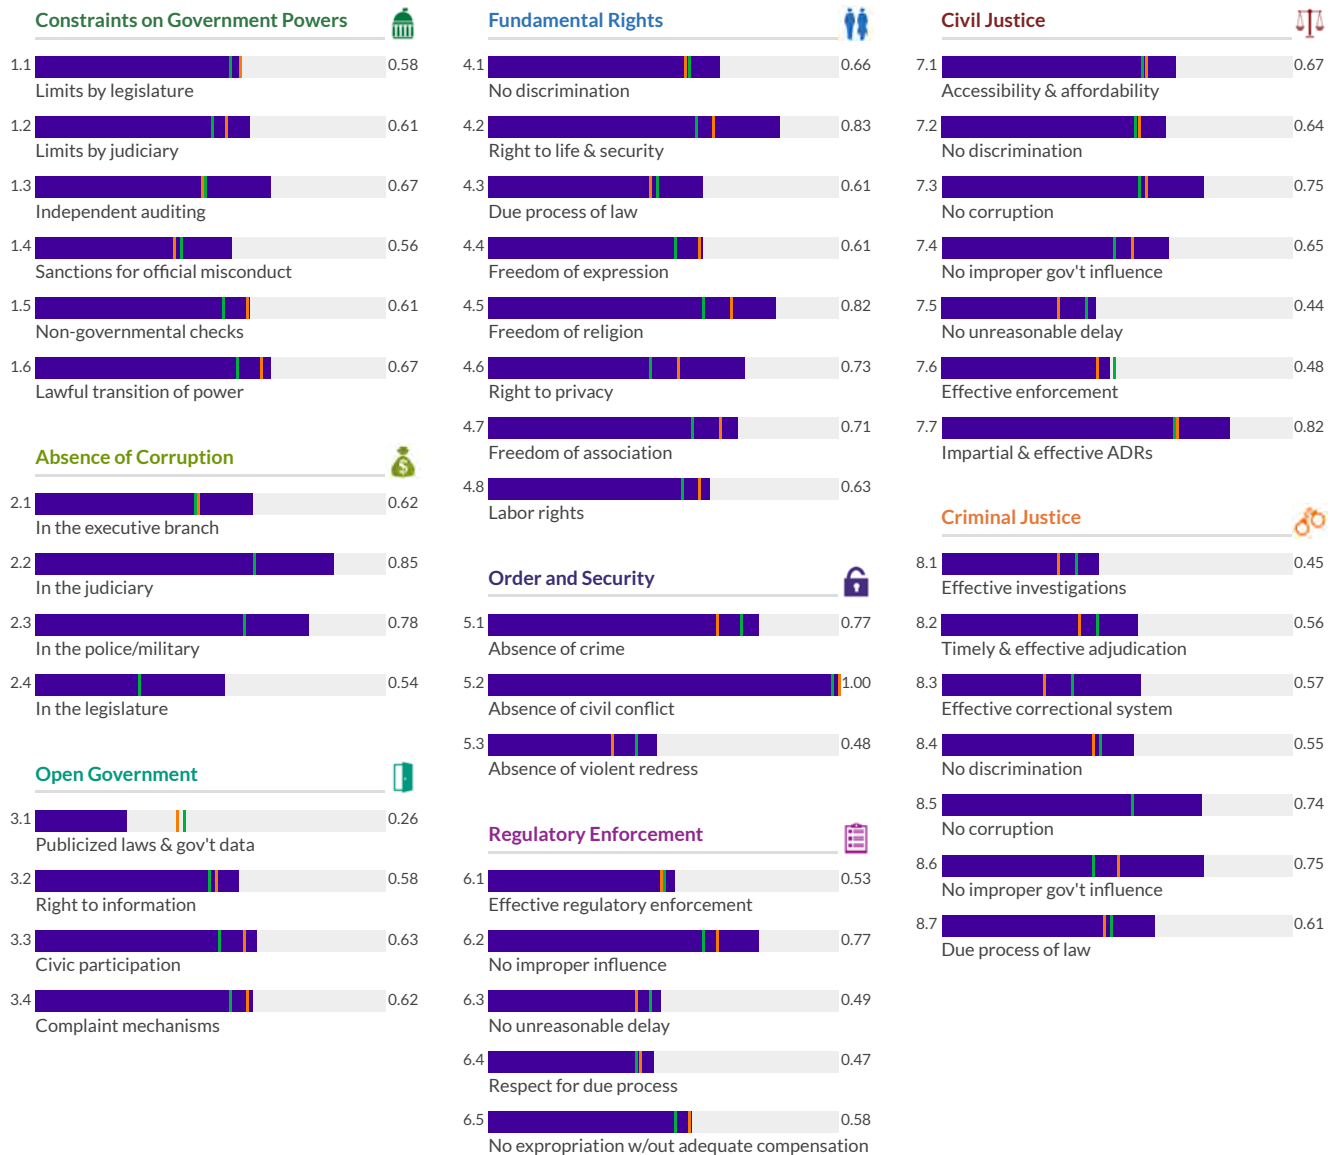 Constraints on Government Powers
1.1 0.58
Limits by legislature
1.2 0.61
Limits by judiciary
1.3 0.67
Independent auditing
1.4 0.56
Sanctions for official misconduct
1.5 0.61
Non-governmental checks
1.6 0.67
Lawful transition of power
Absence of Corruption
$
2.1 0.62
In the executive branch
2.2 0.85
In the judiciary
2.3 0.78
In the police/military
2.4 0.54
In the legislature
Open Government
3.1 0.26
Publicized laws & gov't data
3.2 0.58
Right to information
3.3 0.63
Civic participation
3.4 0.62
Complaint mechanisms
Fundamental Rights
4.1 0.66
No discrimination
4.2 0.83
Right to life & security
4.3 0.61
Due process of law
4.4 0.61
Freedom of expression
4.5 0.82
Freedom of religion
4.6 0.73
Right to privacy
4.7 0.71
Freedom of association
4.8 0.63
Labor rights
Order and Security
5.1 0.77
Absence of crime
5.2 1.00
Absence of civil conflict
5.3 0.48
Absence of violent redress
Regulatory Enforcement
6.1 0.53
Effective regulatory enforcement
6.2 0.77
No improper influence
6.3 0.49
No unreasonable delay
6.4 0.47
Respect for due process
6.5 0.58
No expropriation w/out adequate compensation
Civil Justice
7.1 0.67
Accessibility & affordability
7.2 0.64
No discrimination
7.3 0.75
No corruption
7.4 0.65
No improper gov't influence
7.5 0.44
No unreasonable delay
7.6 0.48
Effective enforcement
7.7 0.82
Impartial & effective ADRs
Criminal Justice
8.1 0.45
Effective investigations
8.2 0.56
Timely & effective adjudication
8.3 0.57
Effective correctional system
8.4 0.55
No discrimination
8.5 0.74
No corruption
8.6 0.75
No improper gov't influence
8.7 0.61
Due process of law